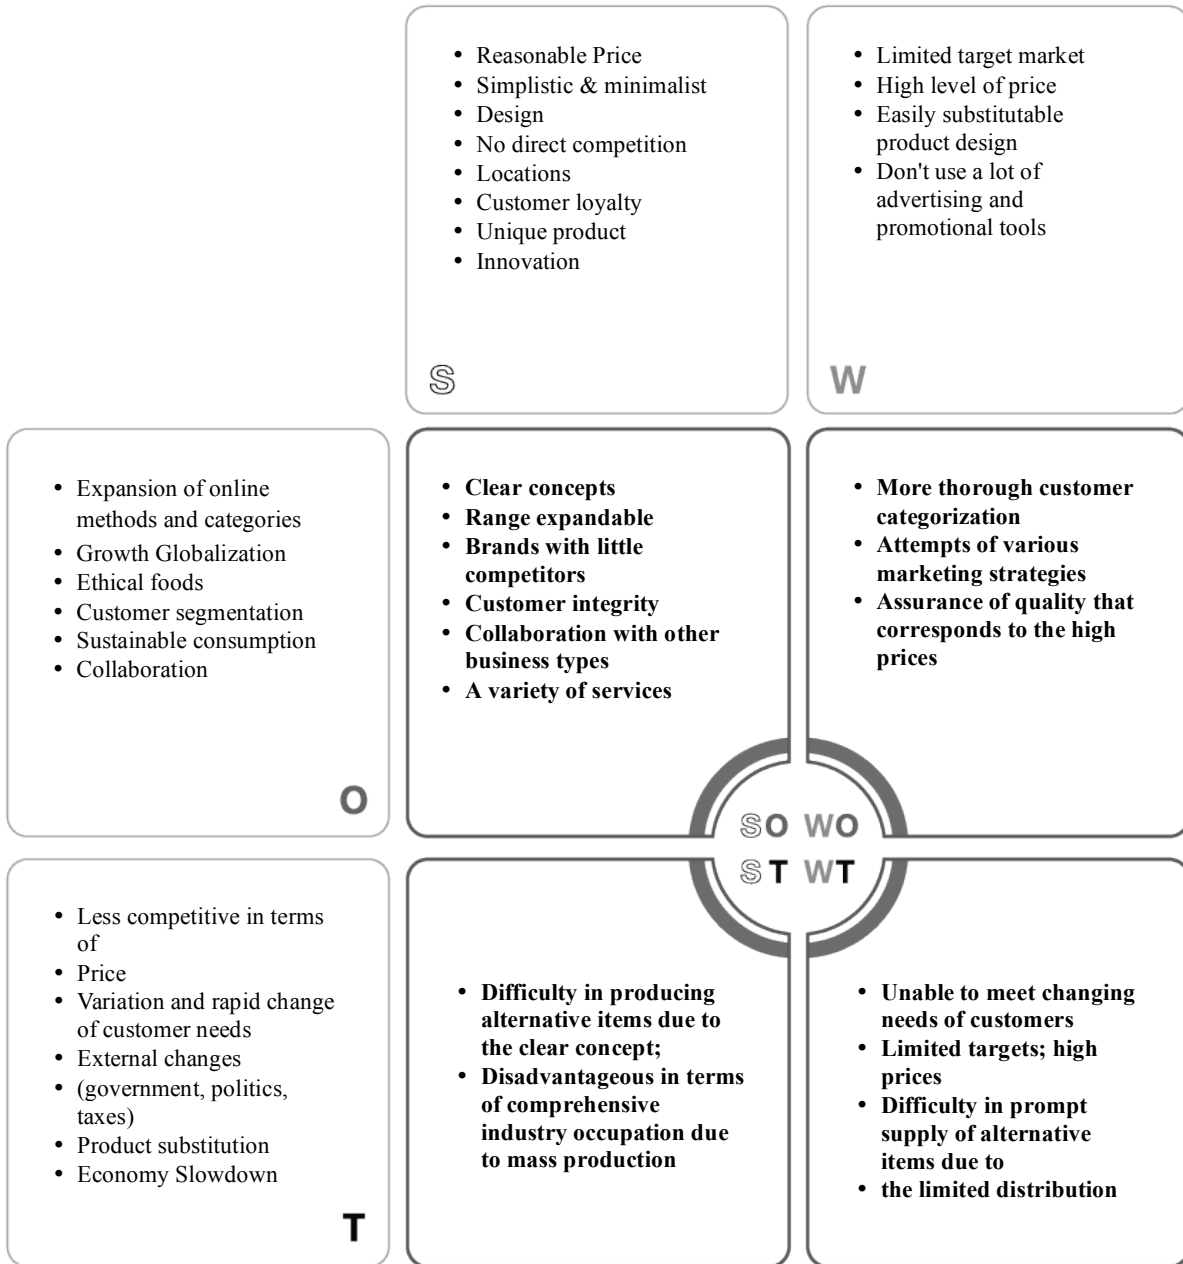 • Reasonable Price
• Simplistic & minimalist
• Design
• No direct competition
• Locations
• Customer loyalty
• Unique product
• Innovation
S
• Limited target market
• High level of price
• Easily substitutable
product design
• Don't use a lot of
advertising and
promotional tools
W
• Expansion of online
methods and categories
• Growth Globalization
• Ethical foods
• Customer segmentation
• Sustainable consumption
• Collaboration
O
• Clear concepts
• Range expandable
• Brands with little
competitors
• Customer integrity
• Collaboration with other
business types
• A variety of services
SO
• More thorough customer
categorization
• Attempts of various
marketing strategies
• Assurance of quality that
corresponds to the high
prices
WO
• Less competitive in terms
of
• Price
• Variation and rapid change
of customer needs
• External changes
• (government, politics,
taxes)
• Product substitution
• Economy Slowdown
T
ST
• Difficulty in producing
alternative items due to
the clear concept;
• Disadvantageous in terms
of comprehensive
industry occupation due
to mass production
WT
• Unable to meet changing
needs of customers
• Limited targets; high
prices
• Difficulty in prompt
supply of alternative
items due to
• the limited distribution